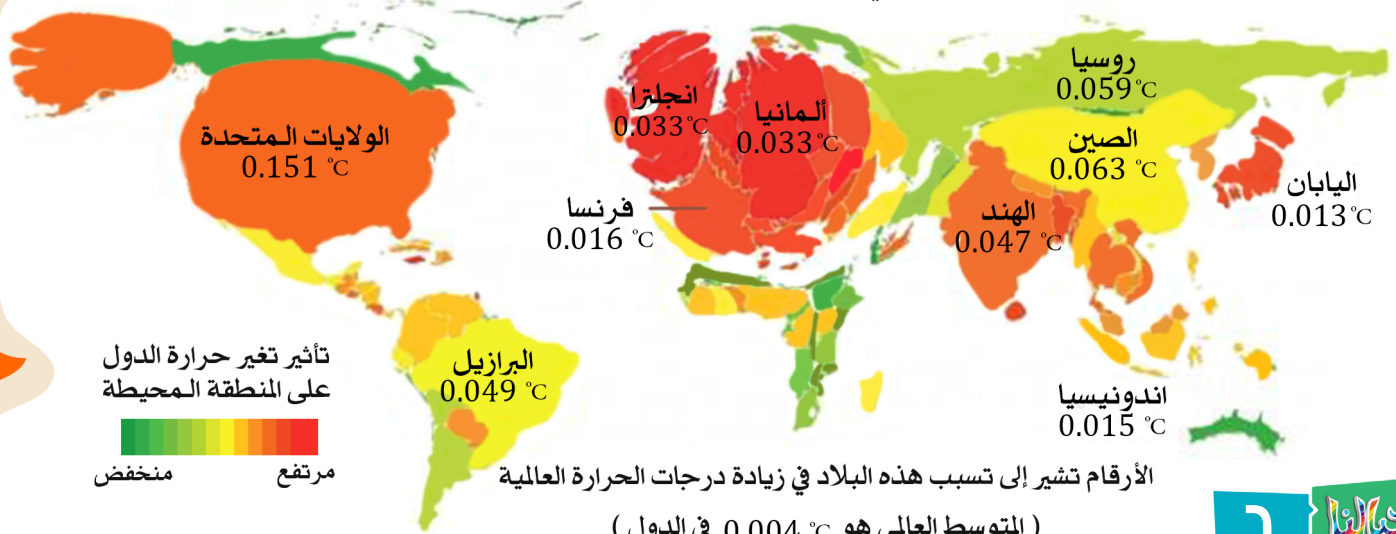 الولايات المتحدة
0.151 °C
انجلترا
0.033°C
ألمانيا
0.033°C
فرنسا
0.016 °C
روسيا
0.059°C
الصين
0.063 °C
اليابان
0.013°C
الهند
0.047 °C
البرازيل
0.049 °C
اندونيسيا
0.015 °C
تأثير تغير حرارة الدول
على المنطقة المحيطة
مرتفع
منخفض
الأرقام تشير إلى تسبب هذه البلاد في زيادة درجات الحرارة العالمية
( المتوسط العالمي هو 0.004 °C في الدول )